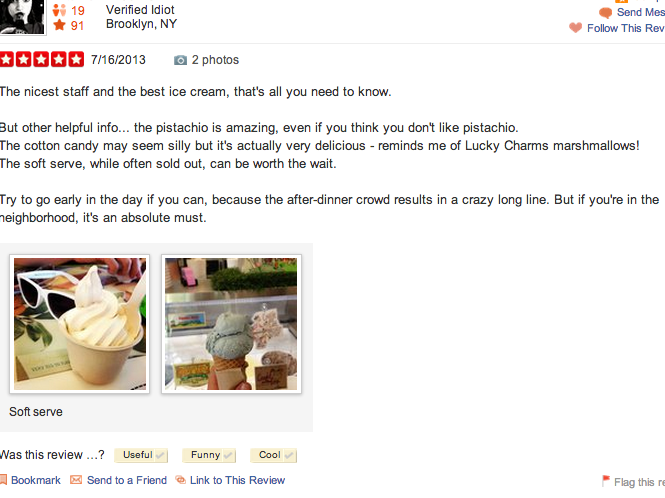 19
Verified Idiot
Send Mes
91
Brooklyn, NY
Follow This Rev
7/16/2013
2 photos
The nicest staff and the best ice cream, that's all you need to know.
But other helpful info... the pistachio is amazing, even if you think you don't like pistachio.
The cotton candy may seem silly but it's actually very delicious - reminds me of Lucky Charms marshmallows!
The soft serve, while often sold out, can be worth the wait.
Try to go early in the day if you can, because the after-dinner crowd results in a crazy long line. But if you're in the
neighborhood, it's an absolute must.
Soft serve
Was this review …?
Useful
Funny
Cool
Bookmark
Send to a Friend
Link to This Review
Flag this re